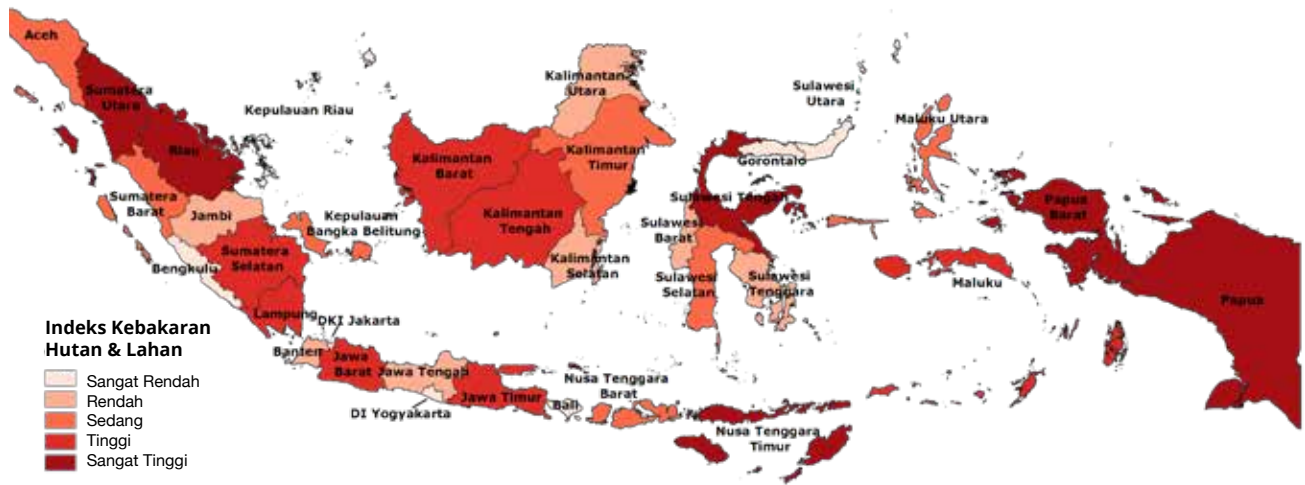 Aceh
Sumatera
Utara
Riau
Kepulauan Riau
Sumatera
Barat
Jambi
Bengkulu
Sumatera
Selatan
Kepulauan
Bangka Belitung
Lampung
DKI Jakarta
Banten
Jawa
Barat
Jawa Tengah
DI Yogyakarta
Jawa Timur
Bali
Nusa Tenggara
Barat
Nusa Tenggara
Timur
Kalimantan
Utara
Kalimantan
Barat
Kalimantan
Timur
Kalimantan
Tengah
Kalimantan
Selatan
Sulawesi
Utara
Gorontalo
Sulawesi Tengah
Sulawesi
Barat
Sulawesi
Selatan
Sulawesi
Tenggara
Maluku Utara
Maluku
Papua
Barat
Papua
Indeks Kebakaran
Hutan & Lahan
Sangat Rendah
Rendah
Sedang
Tinggi
Sangat Tinggi